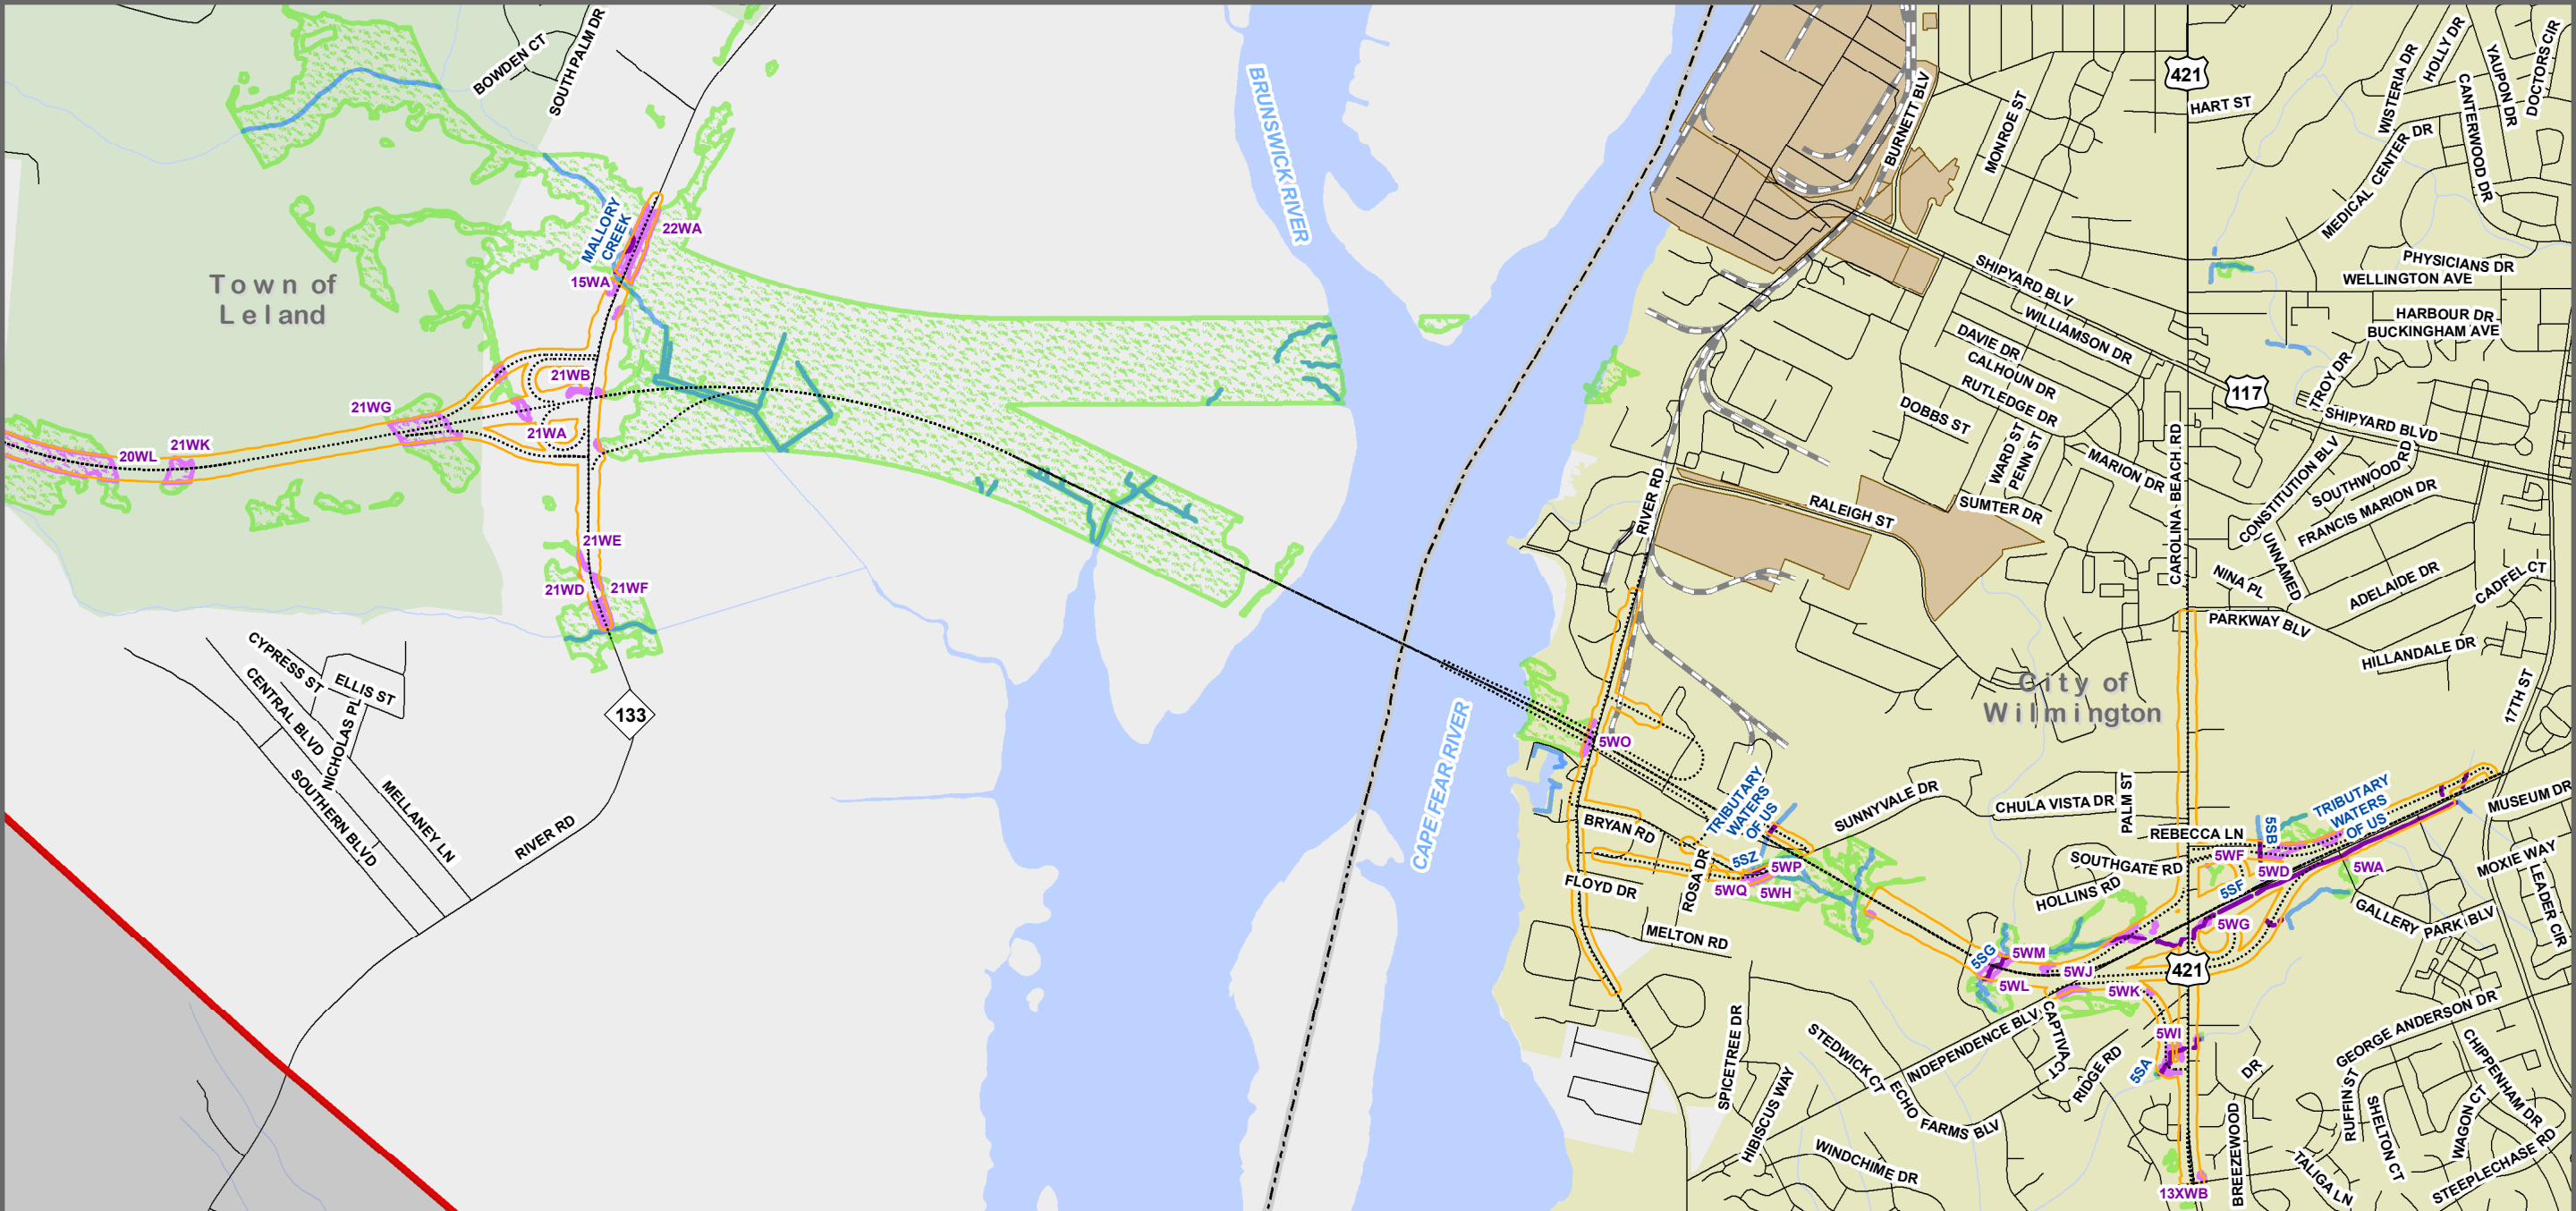 BOWDEN CT
SOUTH PALM DR
MALLORY
CREEK
22WA
15WA
Town of
Leland
21WB
21WG
21WA
21WK
20WL
21WE
21WD
21WF
CYPRESS ST
CENTRAL BLVD
ELLIS ST
NICHOLAS PL
SOUTHERN BLVD
MELLANEY LN
RIVER RD
133
BRUNSWICK RIVER
CAPE FEAR RIVER
BURNETT BLV
MONROE ST
421
HART ST
WISTERIA DR
HOLLY DR
YAUPON DR
DOCTORS CIR
CANTERWOOD DR
MEDICAL CENTER DR
PHYSICIANS DR
WELLINGTON AVE
HARBOUR DR
BUCKINGHAM AVE
SHIPYARD BLV
WILLIAMSON DR
DAVIE DR
CALHOUN DR
RUTLEDGE DR
DOBBS ST
WARD ST
PENN ST
MARION DR
SUMTER DR
RALEIGH ST
RIVER RD
CAROLINA BEACH RD
117
TROY DR
SHIPYARD BLVD
CONSTITUTION BLV
SOUTHWOOD RD
FRANCIS MARION DR
UNNAMED
NINA PL
ADELAIDE DR
CADFEL CT
PARKWAY BLV
HILLANDALE DR
17TH ST
City of
Wilmington
5WO
BRYAN RD
TRIBUTARY
WATERS
OF US
SUNNYVALE DR
CHULA VISTA DR
PALM ST
REBECCA LN
SOUTHGATE RD
HOLLINS RD
5SB
TRIBUTARY
WATERS
OF US
MUSEUM DR
MOXIE WAY
LEADER CIR
5WF
5WD
5WA
5SF
5WG
GALLERY PARK BLV
FLOYD DR
ROSA DR
5SZ
5WP
5WQ
5WH
MELTON RD
5SG
5WM
5WL
5WJ
5WK
421
5WI
5SA
CAPTIVA CT
RIDGE RD
INDEPENDENCE BLV
STEDWICK CT
ECHO FARMS BLV
SPICETREE DR
HIBISCUS WAY
WINDCHIME DR
13XWB
BREEZEWOOD
DR
GEORGE ANDERSON DR
CHIPPENHAM DR
RUFFIN ST
SHELTON CT
WAGON CT
TALIGA LN
STEEPLECHASE RD